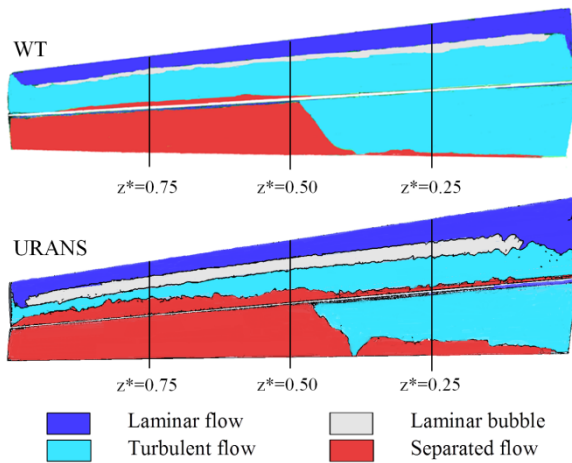 WT
z*=0.75 z*=0.50 z*=0.25
URANS
z*=0.75 z*=0.50 z*=0.25
Laminar flow Laminar bubble
Turbulent flow Separated flow